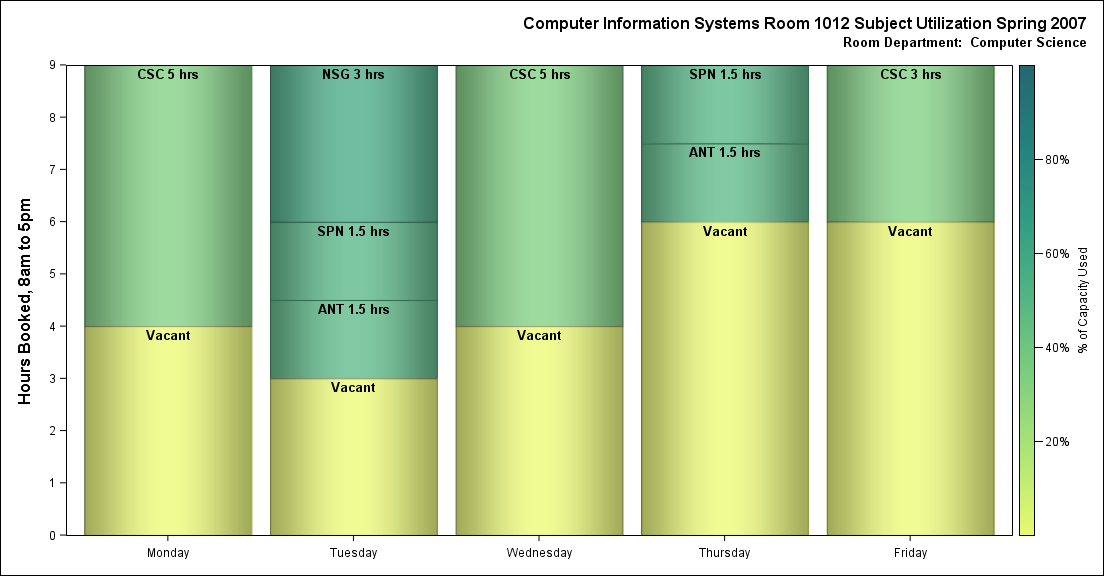 Computer Information Systems Room 1012 Subject Utilization Spring 2007
Room Department: Computer Science
Hours Booked, 8am to 5pm
9
8
7
6
5
4
3
2
1
0
CSC 5 hrs
Vacant
NSG 3 hrs
SPN 1.5 hrs
ANT 1.5 hrs
Vacant
CSC 5 hrs
Vacant
SPN 1.5 hrs
ANT 1.5 hrs
Vacant
CSC 3 hrs
Vacant
Monday
Tuesday
Wednesday
Thursday
Friday
80%
60%
40%
20%
% of Capacity Used